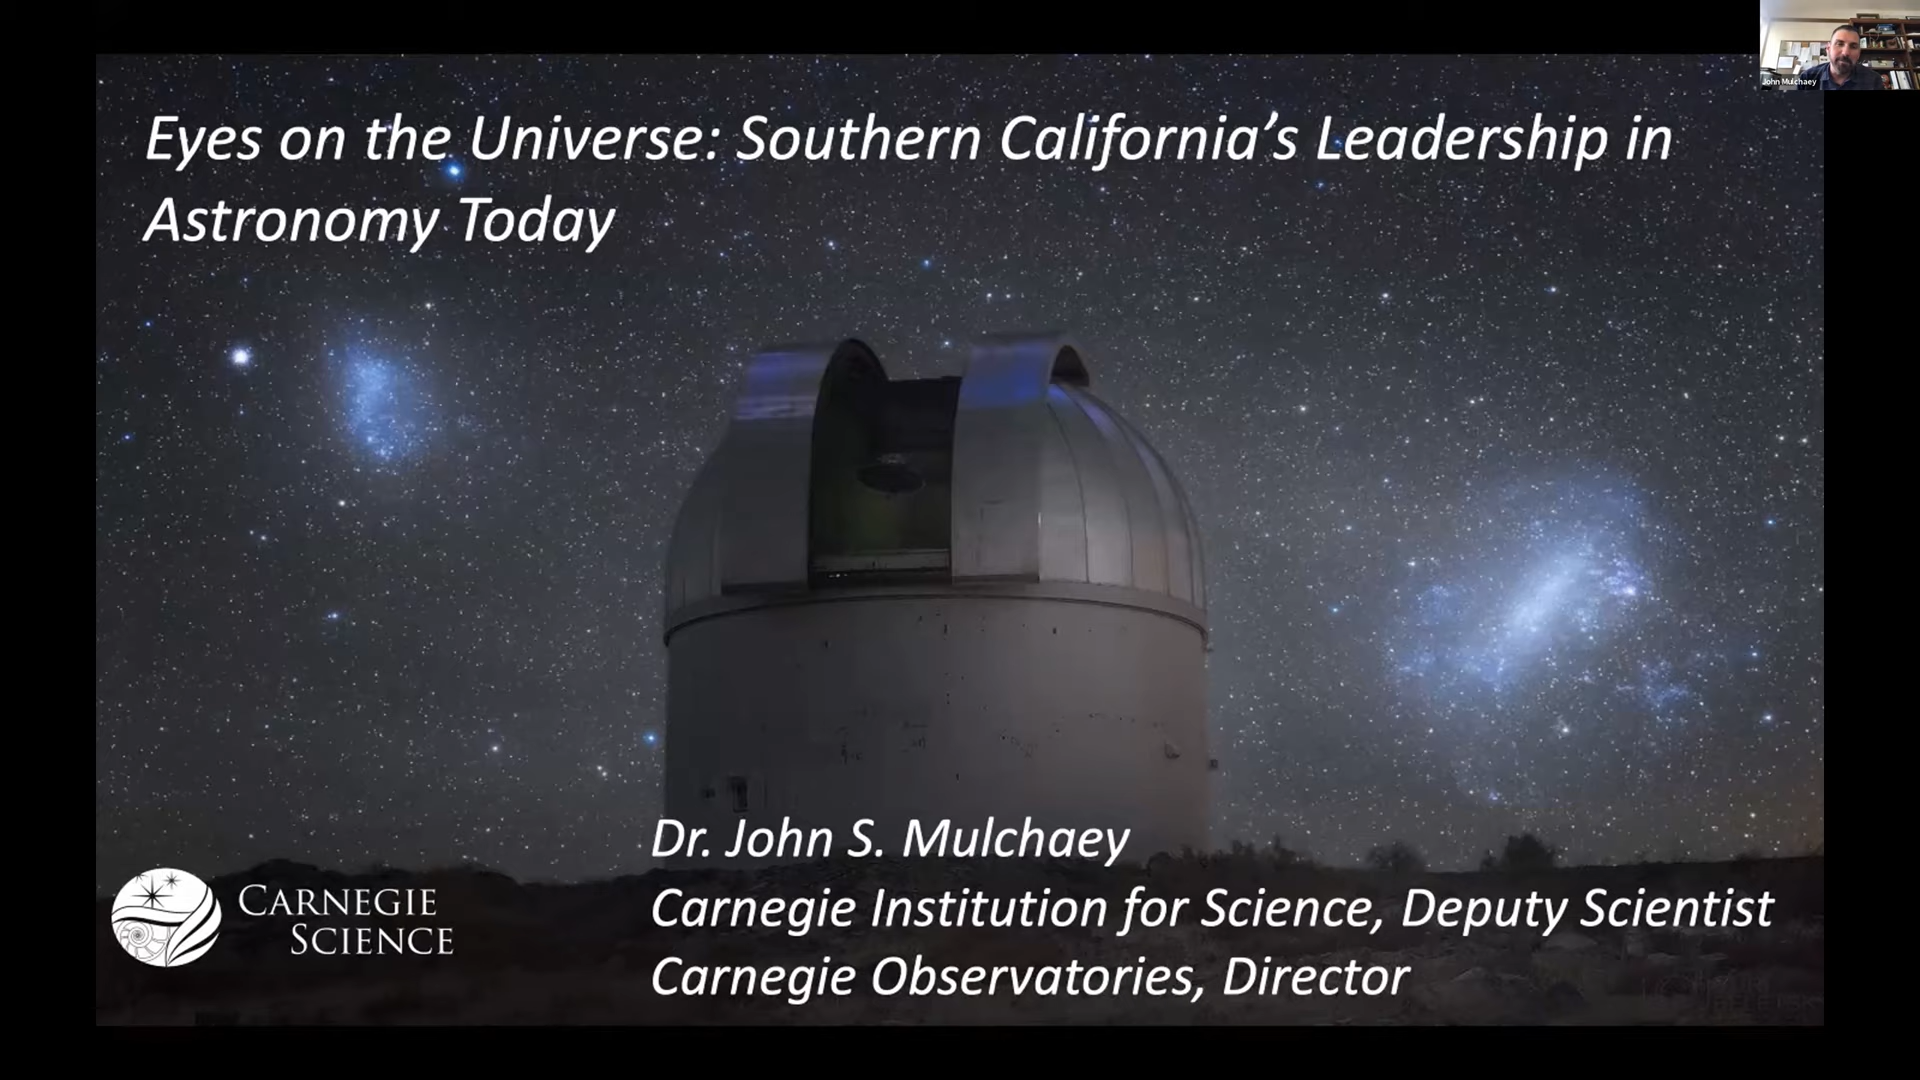 John Mulchaey
Eyes on the Universe: Southern California’s Leadership in
Astronomy Today
Dr. John S. Mulchaey
Carnegie Institution for Science, Deputy Scientist
Carnegie Observatories, Director
CARNEGIE
SCIENCE